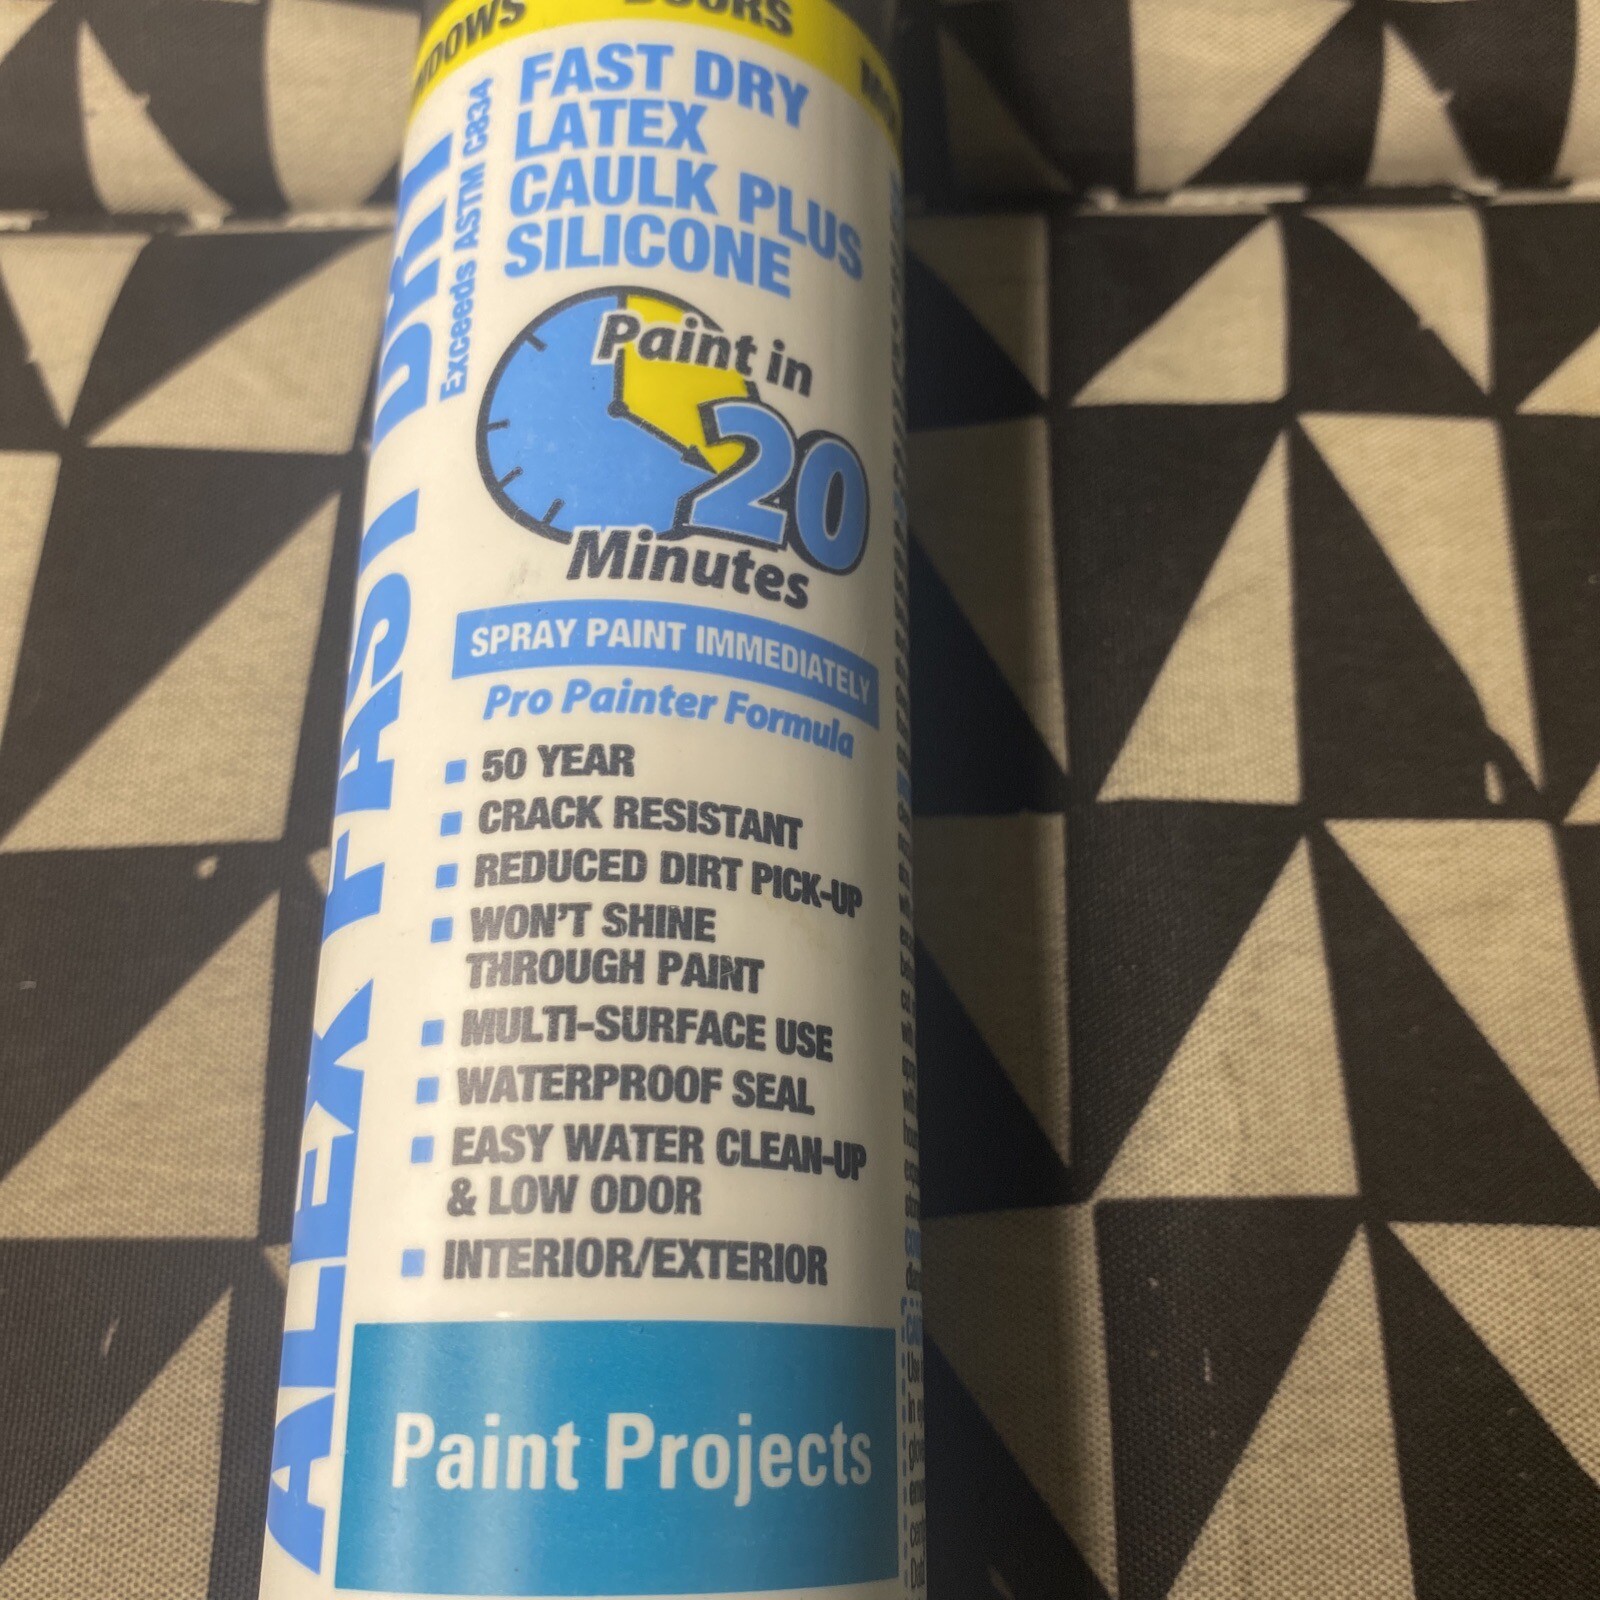 DOORS
ALEX FAST DRY
Exceeds ASTM C834
FAST DRY
LATEX
CAULK PLUS
SILICONE
Paint in
20
Minutes
SPRAY PAINT IMMEDIATELY
Pro Painter Formula
50 YEAR
CRACK RESISTANT
REDUCED DIRT PICK-UP
WON'T SHINE
THROUGH PAINT
MULTI-SURFACE USE
WATERPROOF SEAL
EASY WATER CLEAN-UP
& LOW ODOR
INTERIOR/EXTERIOR
Paint Projects